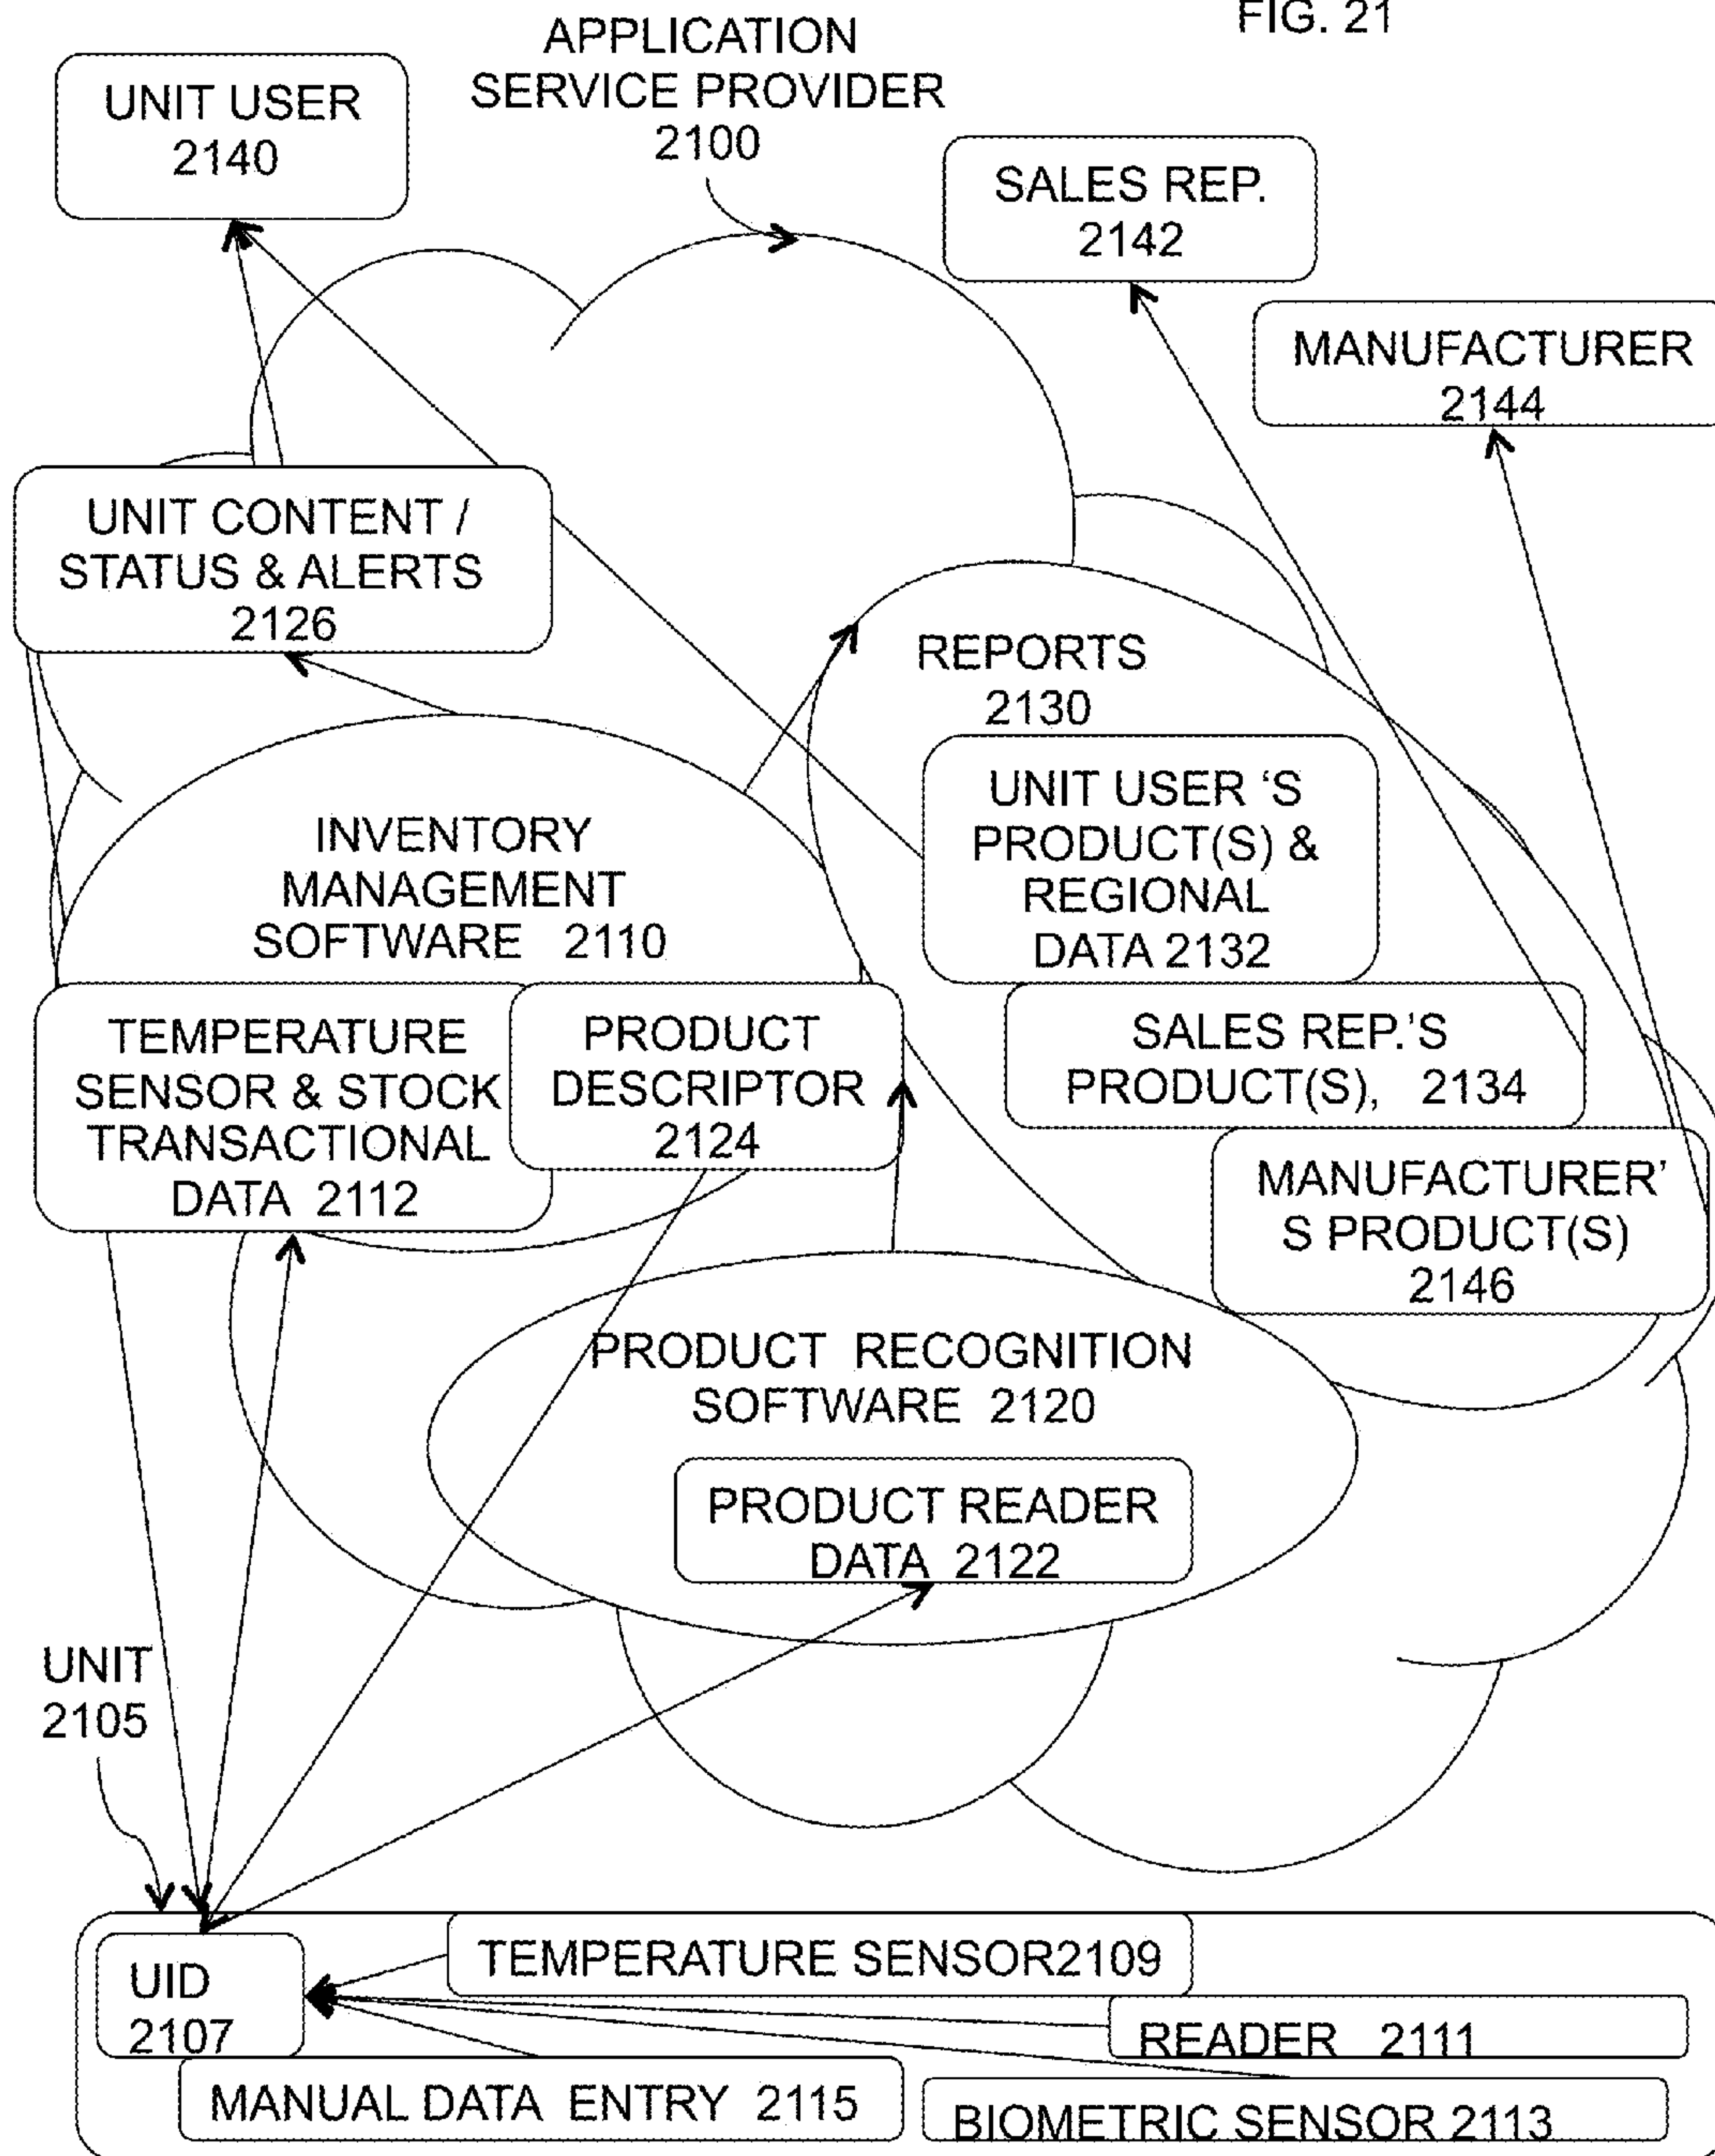 FIG. 21
APPLICATION
SERVICE PROVIDER
2100
UNIT USER
2140
SALES REP.
2142
MANUFACTURER
2144
UNIT CONTENT /
STATUS & ALERTS
2126
REPORTS
2130
UNIT USER ‘S
PRODUCT(S) &
REGIONAL
DATA 2132
INVENTORY
MANAGEMENT
SOFTWARE 2110
TEMPERATURE
SENSOR & STOCK
TRANSACTIONAL
DATA 2112
PRODUCT
DESCRIPTOR
2124
SALES REP.’S
PRODUCT(S), 2134
MANUFACTURER’
S PRODUCT(S)
2146
PRODUCT RECOGNITION
SOFTWARE 2120
PRODUCT READER
DATA 2122
UNIT
2105
UID
2107
TEMPERATURE SENSOR2109
READER 2111
MANUAL DATA ENTRY 2115
BIOMETRIC SENSOR 2113